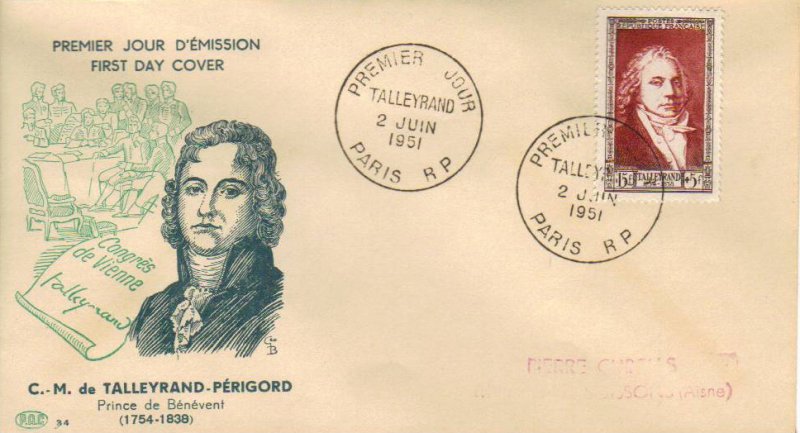 PREMIER JOUR D'ÉMISSION
FIRST DAY COVER
PREMIER JOUR
TALLEYRAND
2 JUIN
1951
PARIS RP
POSTES
REPUBLIQUE FRANÇAISE
15f TALLEYRAND +5f
PREMIER
TALLEY
2 JUIN
1951
PARIS RP
Congrès
de Vienne
Talleyrand
PIERRE
(Aisne)
C.-M. de TALLEYRAND-PÉRIGORD
Prince de Bénévent
(1754-1838)
34